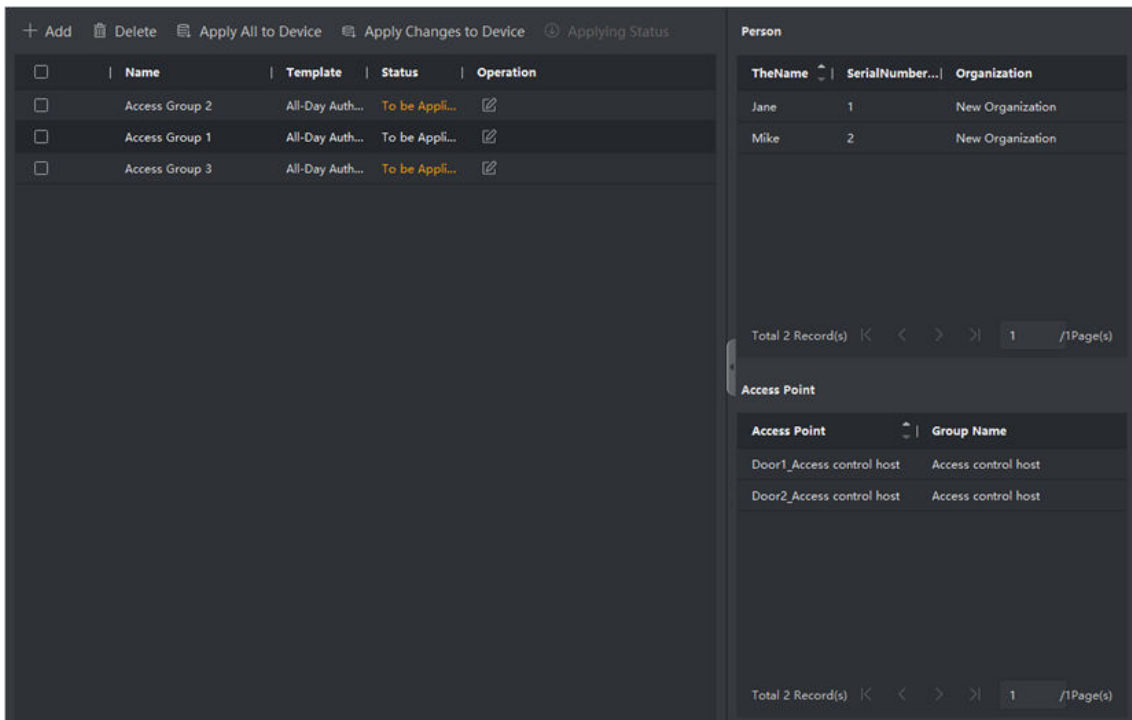 Add Delete Apply All to Device Apply Changes to Device Applying Status
Name Template Status Operation
Access Group 2 All-Day Auth... To be Appli...
Access Group 1 All-Day Auth... To be Appli...
Access Group 3 All-Day Auth... To be Appli...
Person
TheName SerialNumber... Organization
Jane 1 New Organization
Mike 2 New Organization
Total 2 Record(s) 1 /1Page(s)
Access Point
Access Point Group Name
Door1_Access control host Access control host
Door2_Access control host Access control host
Total 2 Record(s) 1 /1Page(s)